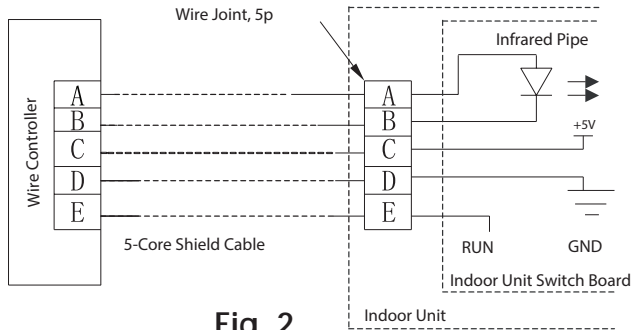 Wire Joint, 5p
Infrared Pipe
+5V
Wire Controller
A
B
C
D
E
A
B
C
D
E
5-Core Shield Cable
RUN
GND
Indoor Unit Switch Board
Indoor Unit
Fig. 2